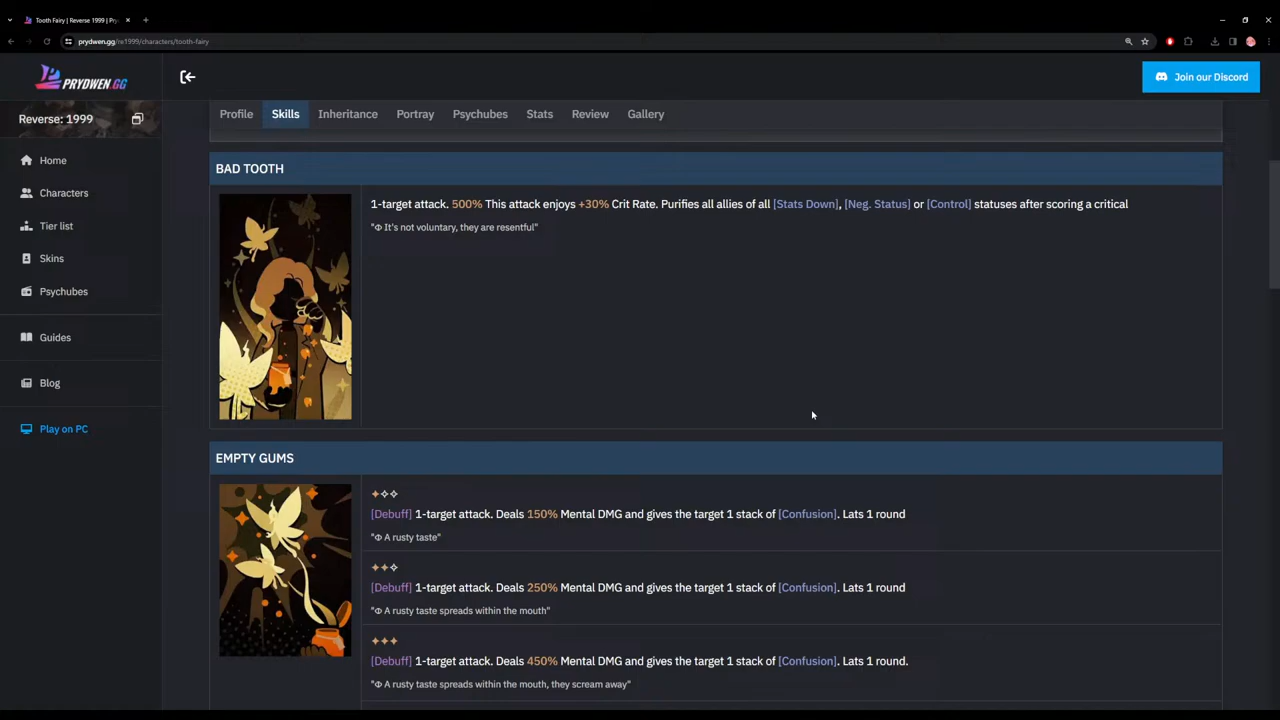 Tooth Fairy | Reverse 1999 | Pry
prydwen.gg/re1999/characters/tooth-fairy
PRYDWEN.GG
Join our Discord
Reverse: 1999
Home
Characters
Tier list
Skins
Psychubes
Guides
Blog
Play on PC
Profile Skills Inheritance Portray Psychubes Stats Review Gallery
BAD TOOTH
1-target attack. 500% This attack enjoys +30% Crit Rate. Purifies all allies of all [Stats Down], [Neg. Status] or [Control] statuses after scoring a critical
"Φ It's not voluntary, they are resentful"
EMPTY GUMS
[Debuff] 1-target attack. Deals 150% Mental DMG and gives the target 1 stack of [Confusion]. Lats 1 round
"Φ A rusty taste"
[Debuff] 1-target attack. Deals 250% Mental DMG and gives the target 1 stack of [Confusion]. Lats 1 round
"Φ A rusty taste spreads within the mouth"
[Debuff] 1-target attack. Deals 450% Mental DMG and gives the target 1 stack of [Confusion]. Lats 1 round.
"Φ A rusty taste spreads within the mouth, they scream away"